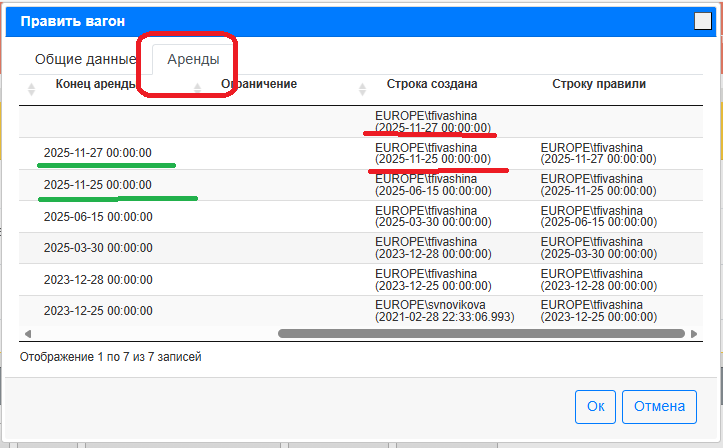 Править вагон
Общие данные Аренды
Конец аренды Ограничение Строка создана Строку правили
EUROPE\tfivashina
(2025-11-27 00:00:00)
2025-11-27 00:00:00 EUROPE\tfivashina EUROPE\tfivashina
(2025-11-25 00:00:00) (2025-11-27 00:00:00)
2025-11-25 00:00:00 EUROPE\tfivashina EUROPE\tfivashina
(2025-06-15 00:00:00) (2025-11-25 00:00:00)
2025-06-15 00:00:00 EUROPE\tfivashina EUROPE\tfivashina
(2025-03-30 00:00:00) (2025-06-15 00:00:00)
2025-03-30 00:00:00 EUROPE\tfivashina EUROPE\tfivashina
(2023-12-28 00:00:00) (2025-03-30 00:00:00)
2023-12-28 00:00:00 EUROPE\tfivashina EUROPE\tfivashina
(2023-12-25 00:00:00) (2023-12-28 00:00:00)
2023-12-25 00:00:00 EUROPE\svnovikova EUROPE\tfivashina
(2021-02-28 22:33:06.993) (2023-12-25 00:00:00)
Отображение 1 по 7 из 7 записей
Ок Отмена